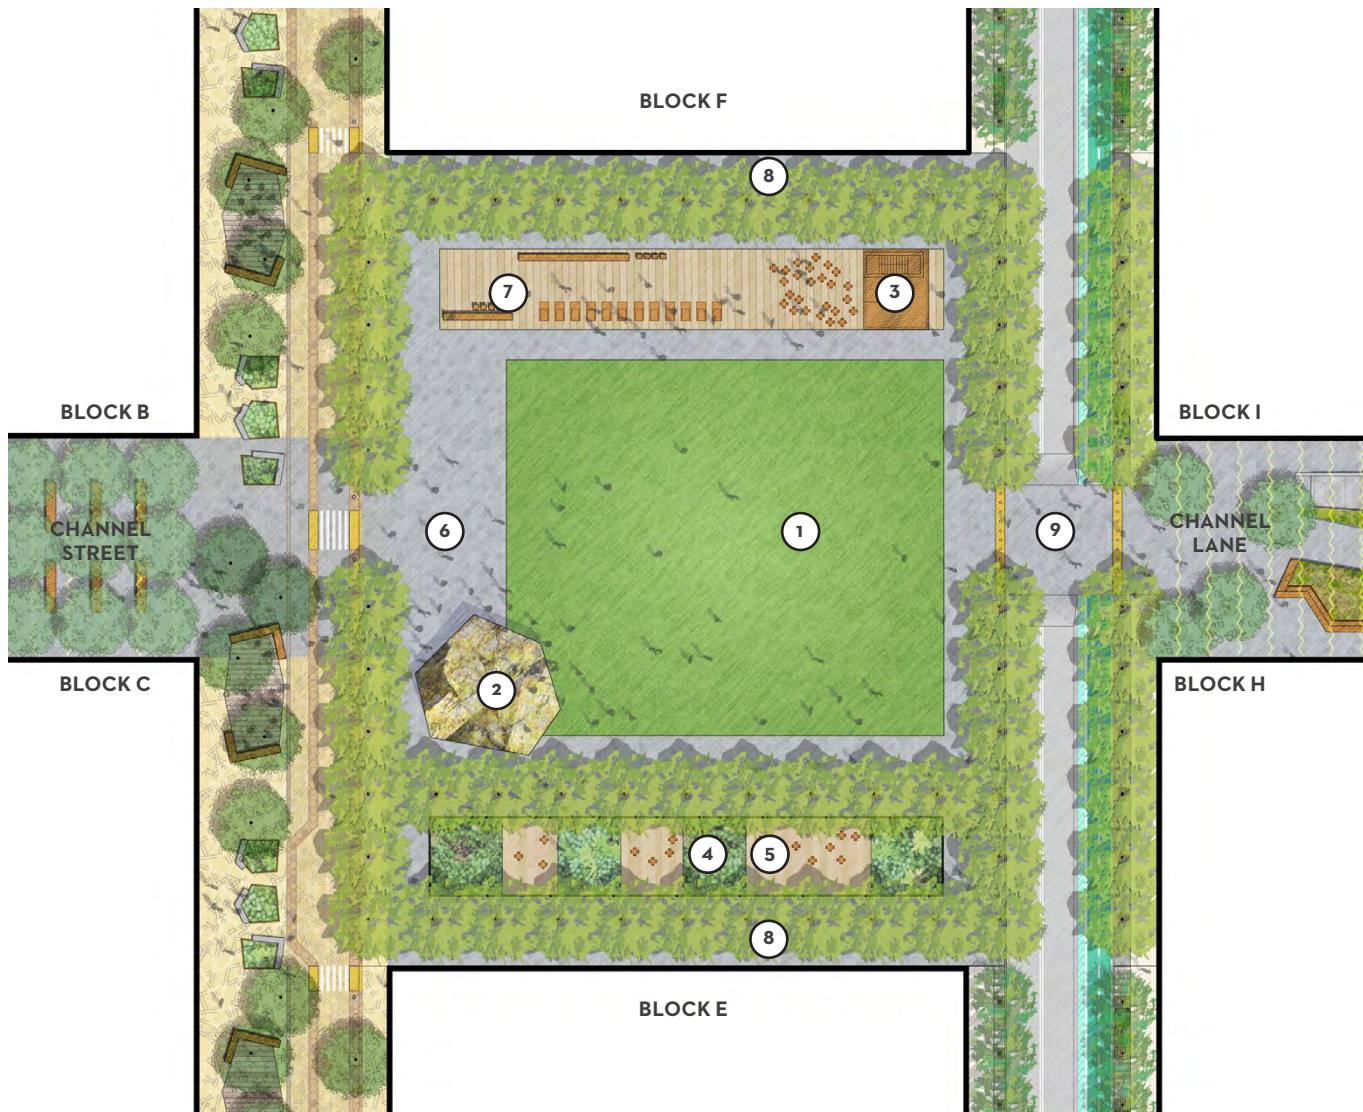 BLOCK F
8
7
3
BLOCK B
BLOCK I
CHANNEL
STREET
6
1
9
CHANNEL
LANE
BLOCK C
2
BLOCK H
4
5
8
BLOCK E